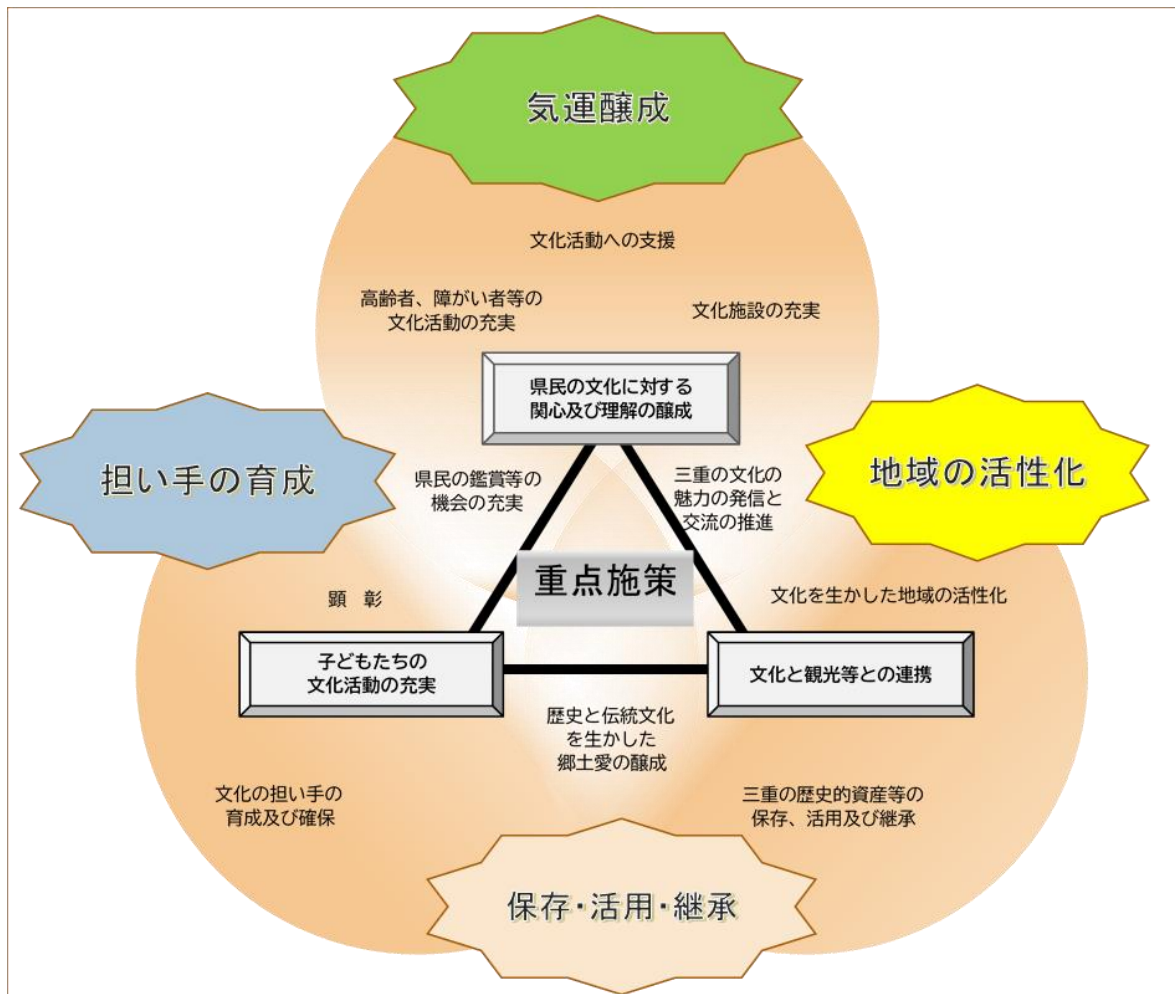 気運醸成
文化活動への支援
高齢者、障がい者等の
文化活動の充実
文化施設の充実
県民の文化に対する
関心及び理解の醸成
担い手の育成
地域の活性化
県民の鑑賞等の
機会の充実
三重の文化の
魅力の発信と
交流の推進
重点施策
顕　彰
文化を生かした地域の活性化
子どもたちの
文化活動の充実
文化と観光等との連携
歴史と伝統文化
を生かした
郷土愛の醸成
文化の担い手の
育成及び確保
三重の歴史的資産等の
保存、活用及び継承
保存・活用・継承